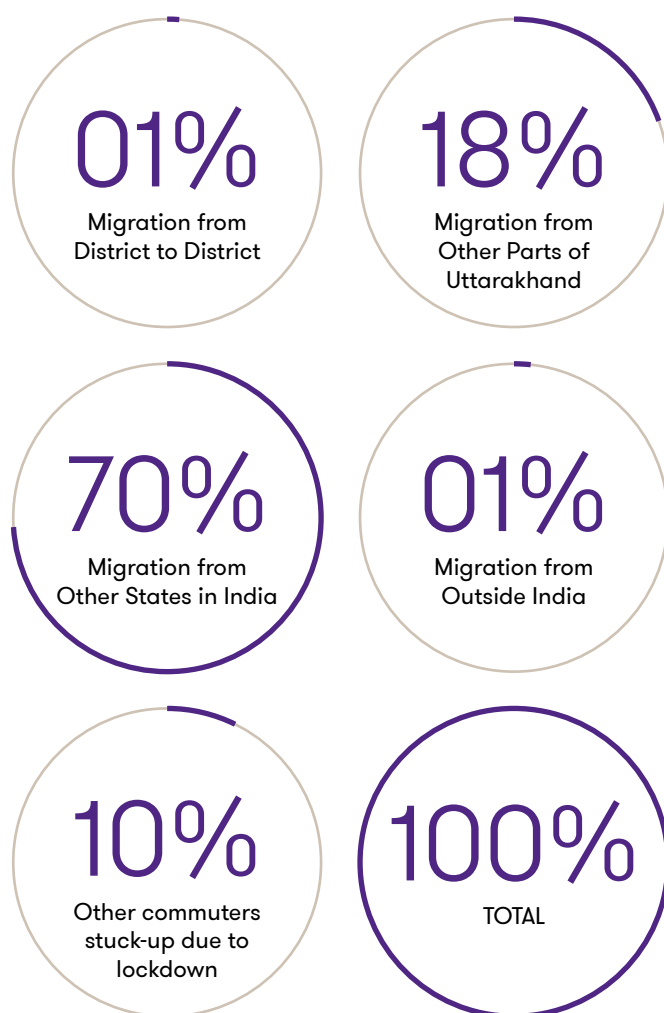 01%
Migration from
District to District
18%
Migration from
Other Parts of
Uttarakhand
70%
Migration from
Other States in India
01%
Migration from
Outside India
10%
Other commuters
stuck-up due to
lockdown
100%
TOTAL